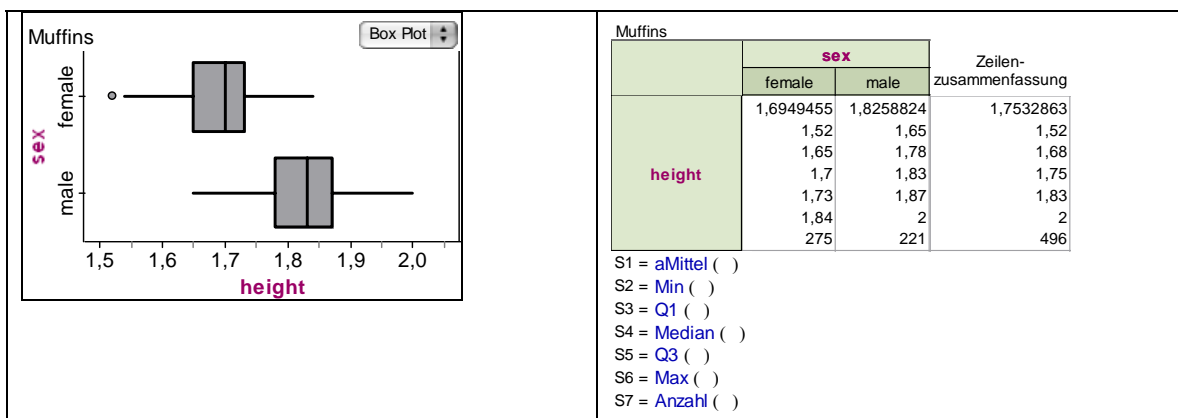 Muffins
Box Plot
sex
female
male
1,5 1,6 1,7 1,8 1,9 2,0
height
Muffins
sex Zeilen-
female male zusammenfassung
height
1,6949455 1,8258824 1,7532863
1,52 1,65 1,52
1,65 1,78 1,68
1,7 1,83 1,75
1,73 1,87 1,83
1,84 2 2
275 221 496
S1 = aMittel ( )
S2 = Min ( )
S3 = Q1 ( )
S4 = Median ( )
S5 = Q3 ( )
S6 = Max ( )
S7 = Anzahl ( )